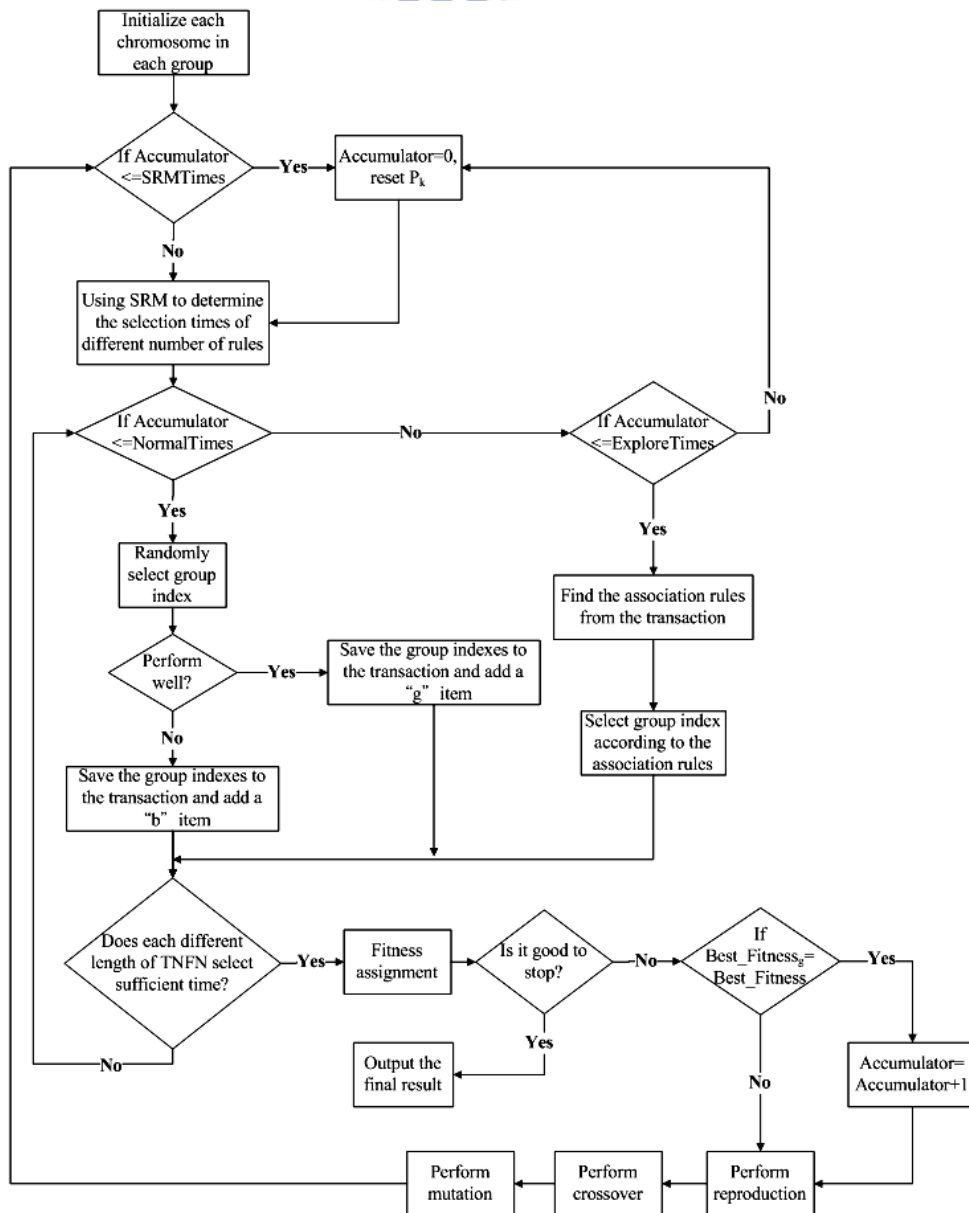 Initialize each
chromosome in
each group
If Accumulator
<=SRMTimes
Yes
Accumulator=0,
reset Pk
No
Using SRM to determine
the selection times of
different number of rules
If Accumulator
<=NormalTimes
No
If Accumulator
<=ExploreTimes
No
Yes
Yes
Randomly
select group
index
Find the association rules
from the transaction
Perform
well?
Yes
Save the group indexes to
the transaction and add a
“g” item
No
Select group index
according to the
association rules
Save the group indexes to
the transaction and add a
“b” item
Does each different
length of TNFN select
sufficient time?
Yes
Fitness
assignment
Is it good to
stop?
No
If
Best_Fitnessg=
Best_Fitness
Yes
No
Yes
Output the
final result
No
Accumulator=
Accumulator+1
Perform
mutation
Perform
crossover
Perform
reproduction